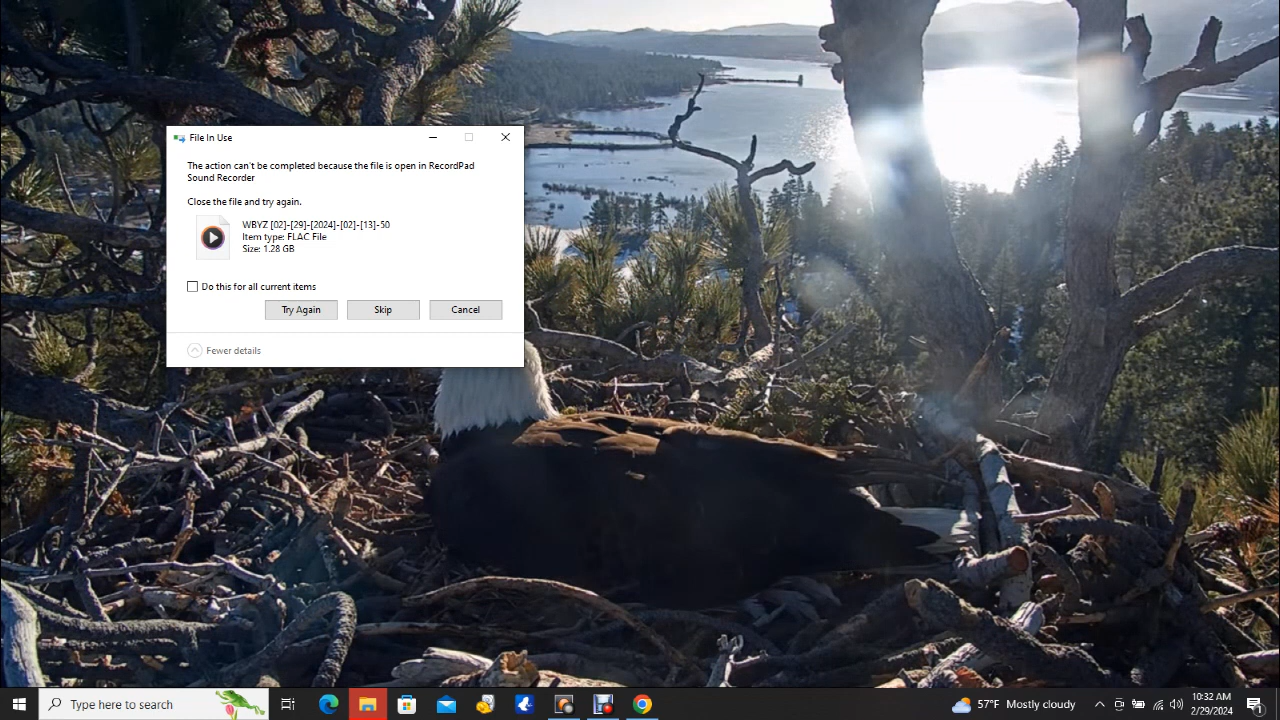 File In Use
The action can't be completed because the file is open in RecordPad
Sound Recorder
Close the file and try again.
WBYZ [02]-[29]-[2024]-[02]-[13]-50
Item type: FLAC File
Size: 1.28 GB
Do this for all current items
Try Again Skip Cancel
Fewer details
Type here to search
57°F Mostly cloudy
10:32 AM
2/29/2024
1